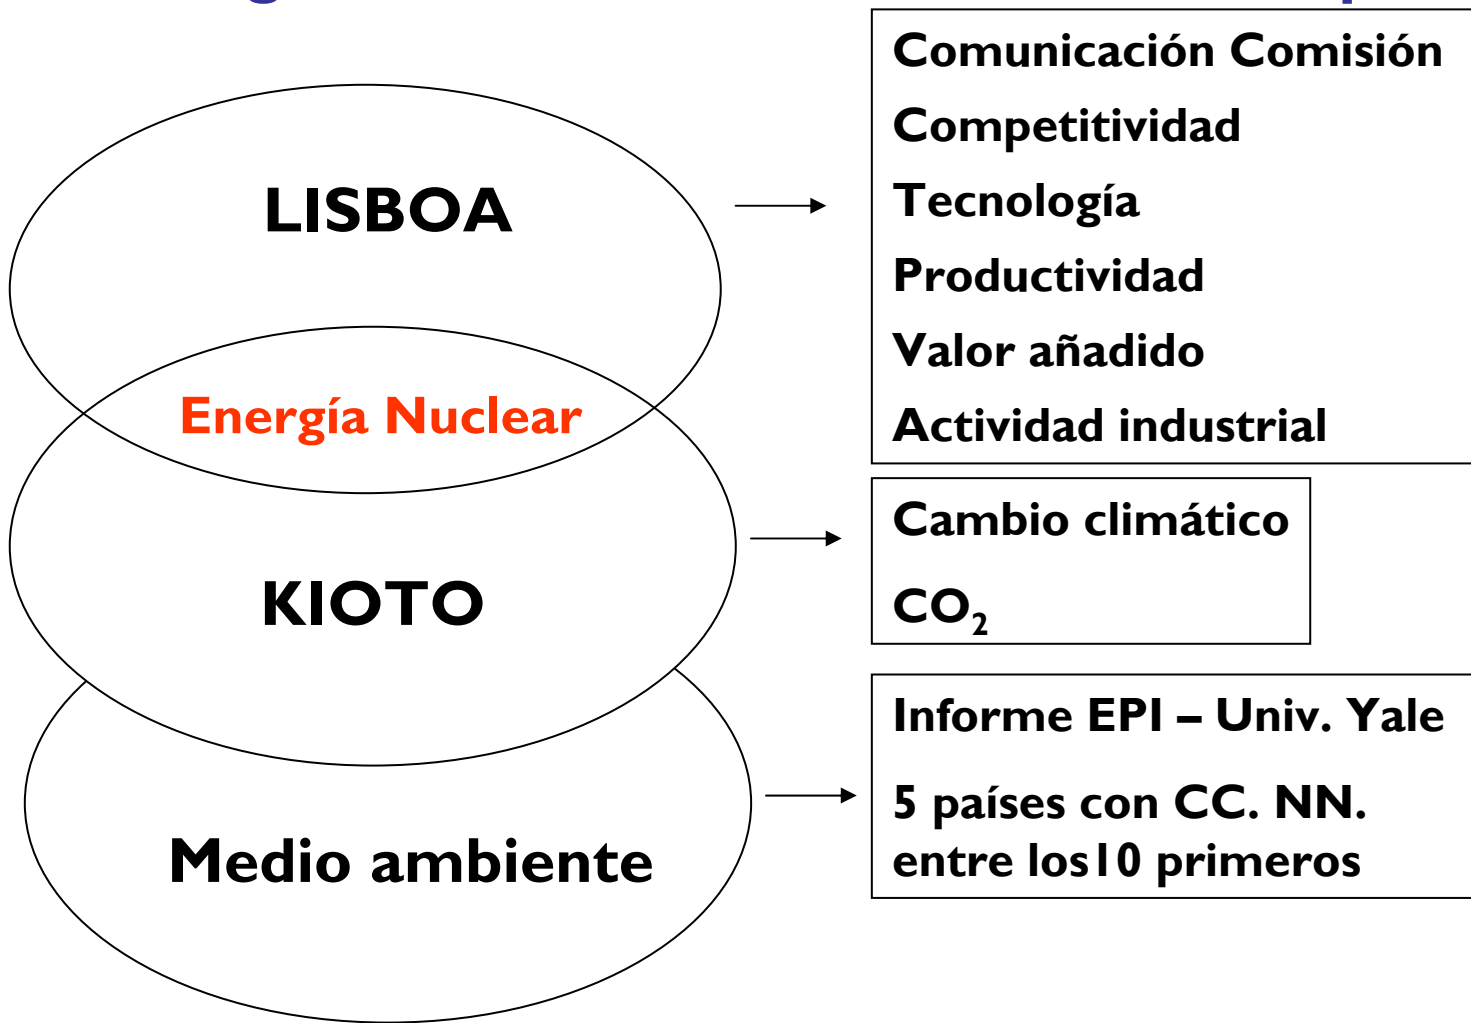 LISBOA
Energía Nuclear
KIOTO
Medio ambiente
Comunicación Comisión
Competitividad
Tecnología
Productividad
Valor añadido
Actividad industrial
Cambio climático
CO₂
Informe EPI – Univ. Yale
5 países con CC. NN.
entre los10 primeros